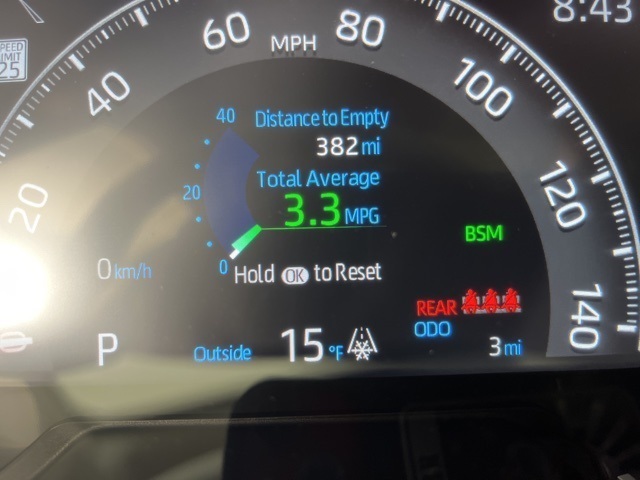 8:43
SPEED
LIMIT
25
20
40
60
MPH
80
100
120
140
40
20
0
Distance to Empty
382 mi
Total Average
3.3 MPG
BSM
0 km/h
Hold OK to Reset
REAR
ODO
3 mi
P
Outside 15 °F